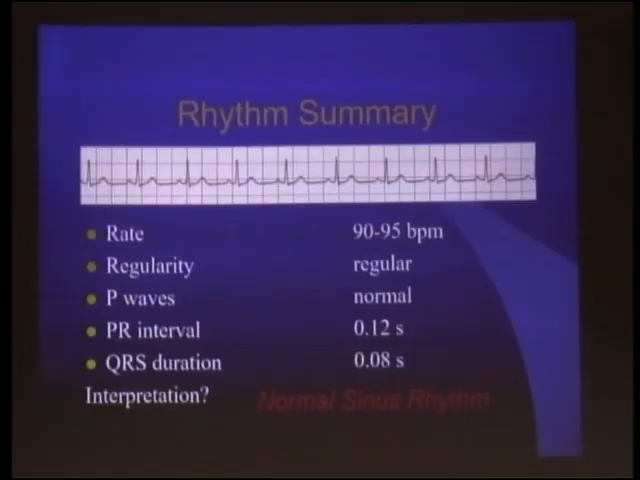 Rhythm Summary
Rate 90-95 bpm
Regularity regular
P waves normal
PR interval 0.12 s
QRS duration 0.08 s
Interpretation? Normal Sinus Rhythm